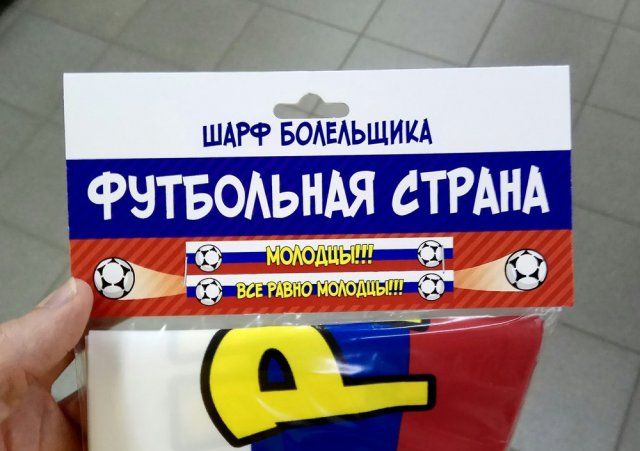 ШАРФ БОЛЕЛЬЩИКА
ФУТБОЛЬНАЯ СТРАНА
МОЛОДЦЫ!!!
ВСЕ РАВНО МОЛОДЦЫ!!!
Р